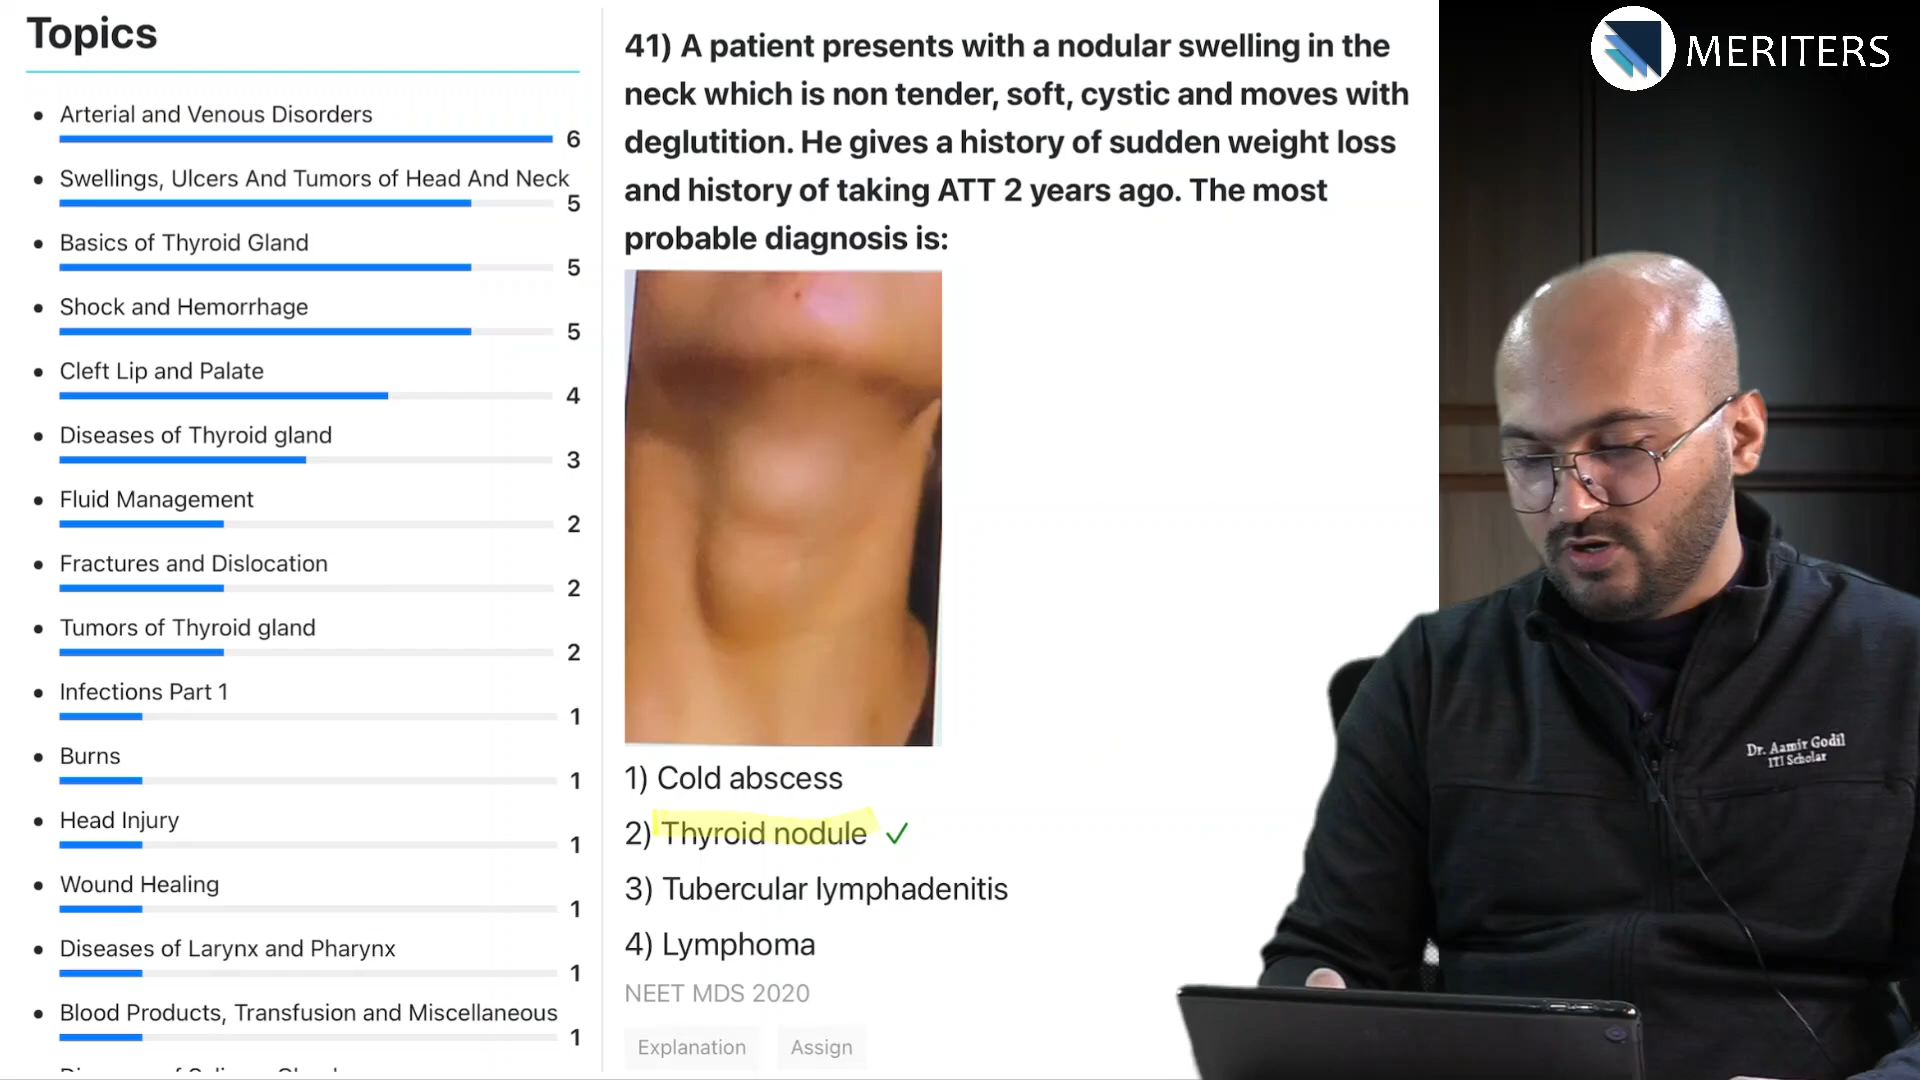 Topics
Arterial and Venous Disorders
6
Swellings, Ulcers And Tumors of Head And Neck
5
Basics of Thyroid Gland
5
Shock and Hemorrhage
5
Cleft Lip and Palate
4
Diseases of Thyroid gland
3
Fluid Management
2
Fractures and Dislocation
2
Tumors of Thyroid gland
2
Infections Part 1
1
Burns
1
Head Injury
1
Wound Healing
1
Diseases of Larynx and Pharynx
1
Blood Products, Transfusion and Miscellaneous
1
41) A patient presents with a nodular swelling in the
neck which is non tender, soft, cystic and moves with
deglutition. He gives a history of sudden weight loss
and history of taking ATT 2 years ago. The most
probable diagnosis is:
1) Cold abscess
2) Thyroid nodule ✓
3) Tubercular lymphadenitis
4) Lymphoma
NEET MDS 2020
Explanation
Assign
MERITERS
Dr. Aamir Godil
ITI Scholar